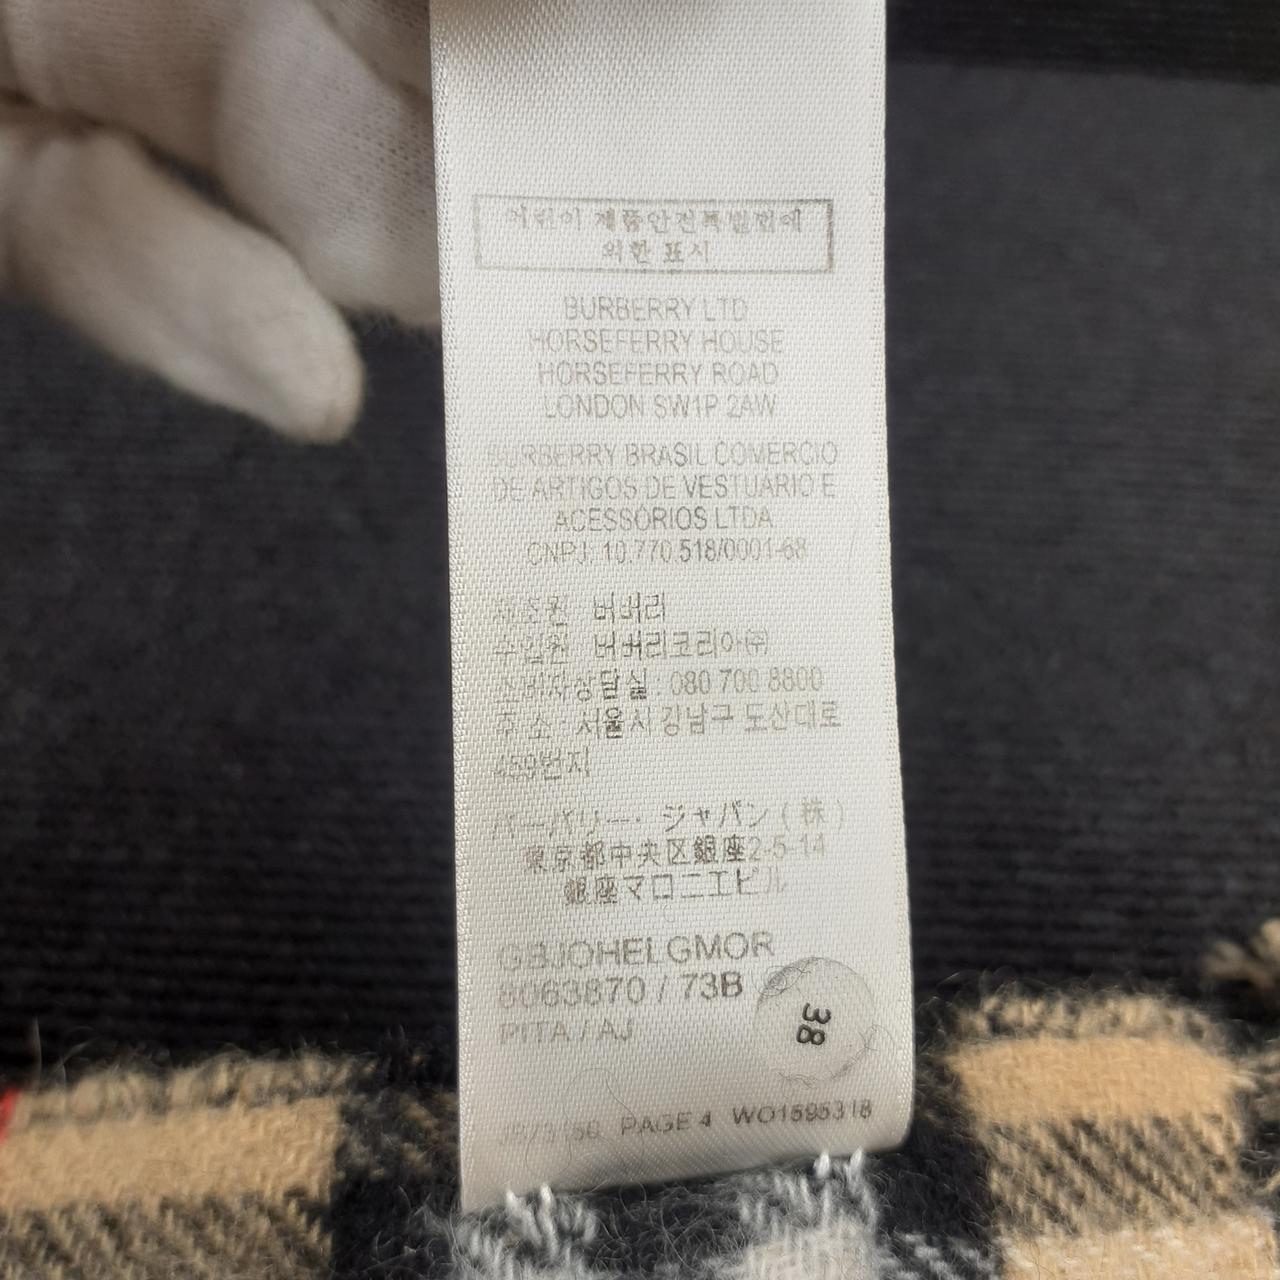 어린이 제품안전특별법에
의한 표시
BURBERRY LTD
HORSEFERRY HOUSE
HORSEFERRY ROAD
LONDON SW1P 2AW
BURBERRY BRASIL COMERCIO
DE ARTIGOS DE VESTUARIO E
ACESSÓRIOS LTDA
CNPJ: 10.770.518/0001-68
제조원 버버리
수입원 버버리코리아㈜
소비자상담실 : 080 700 8800
주 소 : 서울시 강남구 도산대로
459번지
バーバリー・ジャパン(株)
東京都中央区銀座2-5-14
銀座マロニエビル
GBJOHELGMOR
8063870 / 73B
PITA / AJ
38
PAGE 4 WO1595318